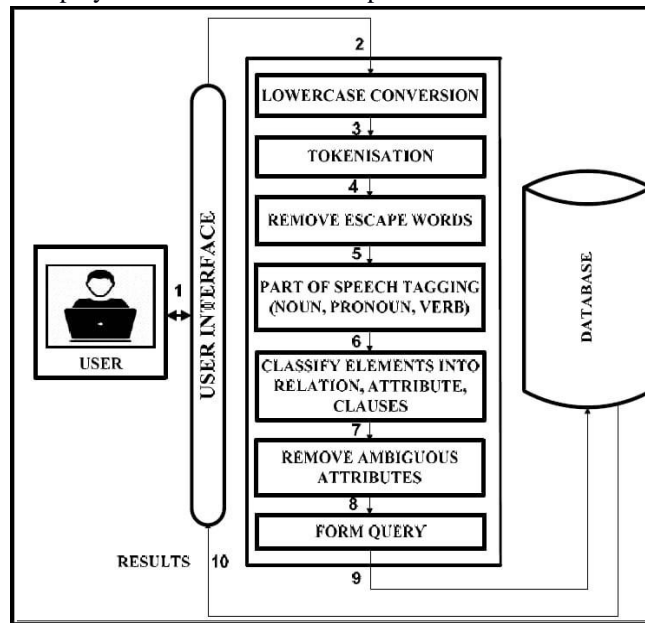 2
LOWERCASE CONVERSION
3
TOKENISATION
4
REMOVE ESCAPE WORDS
5
PART OF SPEECH TAGGING
(NOUN, PRONOUN, VERB)
6
CLASSIFY ELEMENTS INTO
RELATION, ATTRIBUTE,
CLAUSES
7
REMOVE AMBIGUOUS
ATTRIBUTES
8
FORM QUERY
9
1
USER
USER INTERFACE
DATABASE
RESULTS 10